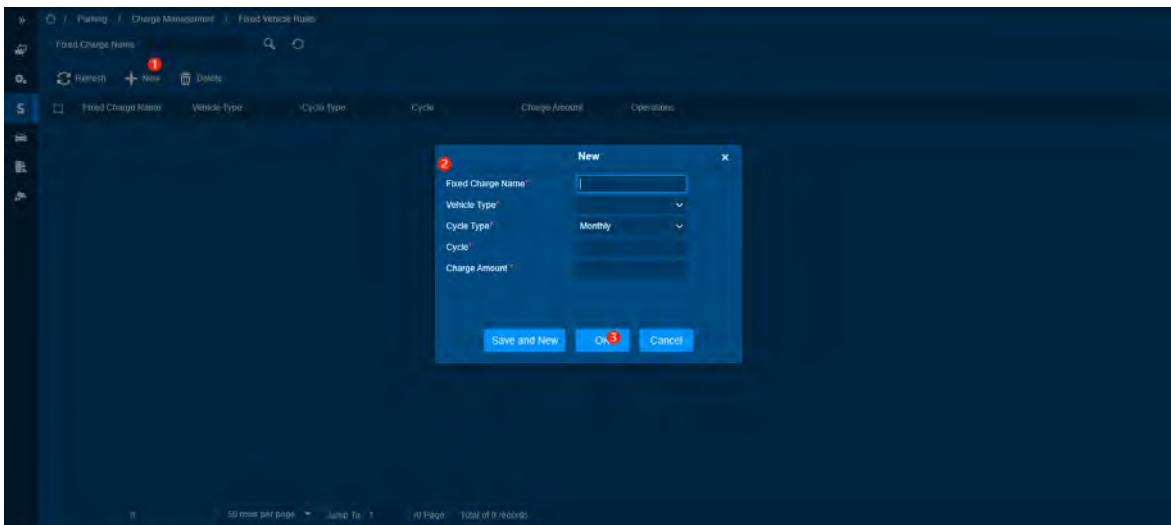 Parking / Charge Management / Fixed Vehicle Rules
Fixed Charge Name
1
Refresh New Delete
S Fixed Charge Name Vehicle Type Cycle Type Cycle Charge Amount Operations
New ×
2
Fixed Charge Name*
Vehicle Type*
Cycle Type* Monthly
Cycle*
Charge Amount *
Save and New OK 3 Cancel
50 rows per page Jump To 1 /0 Page Total of 0 records